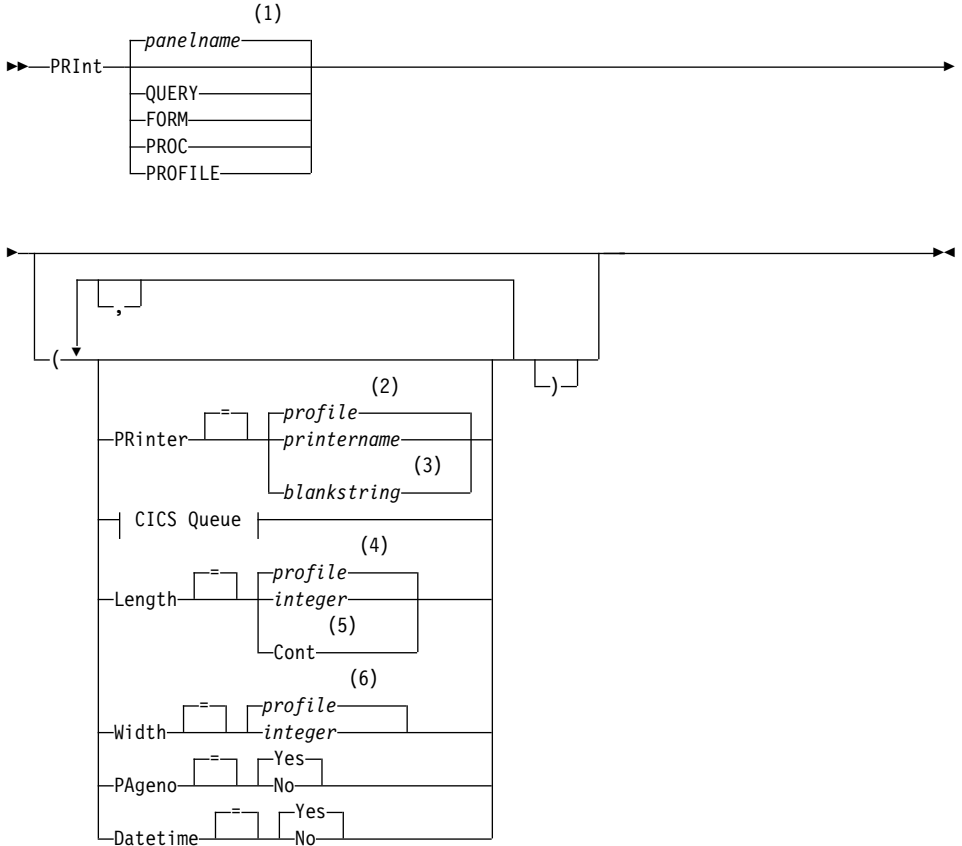 (1)
panelname
PRInt
QUERY
FORM
PROC
PROFILE
,
(
)
(2)
= profile
PRinter printername
(3)
blankstring
CICS Queue
(4)
= profile
Length integer
(5)
Cont
(6)
= profile
Width integer
= Yes
PAgeno No
= Yes
Datetime No